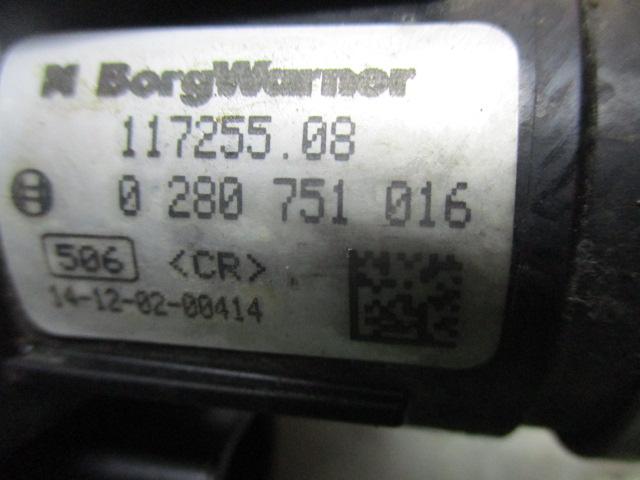 BorgWarner
117255.08
0 280 751 016
506 <CR>
14-12-02-00414